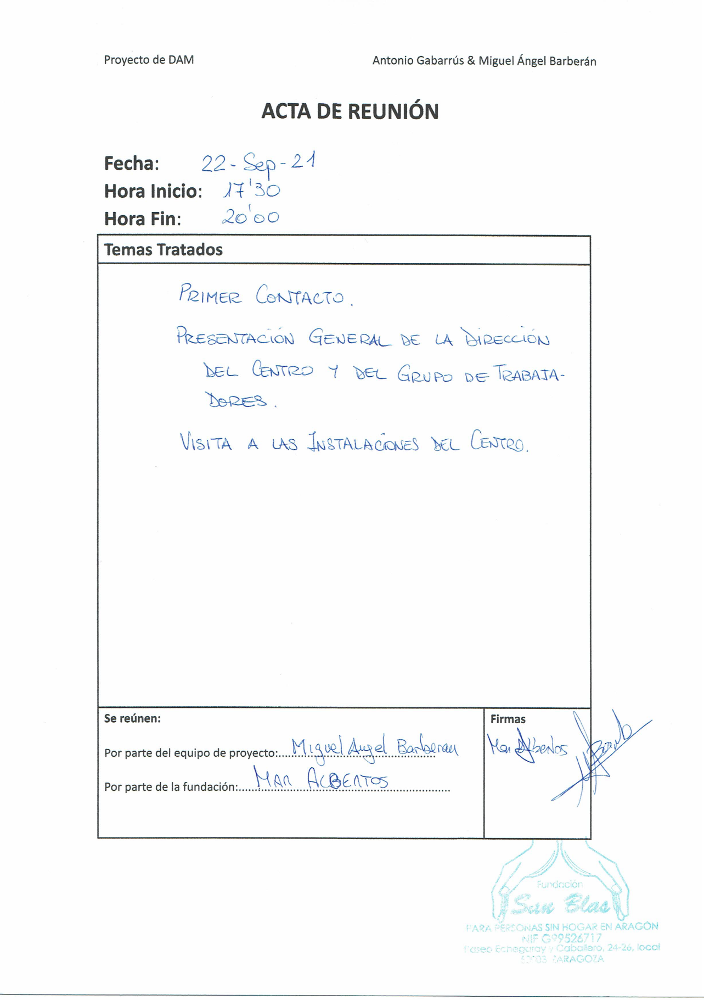 Proyecto de DAM Antonio Gabarrús & Miguel Ángel Barberán
ACTA DE REUNIÓN
Fecha: 22-Sep-21
Hora Inicio: 17'30
Hora Fin: 20'00
Temas Tratados
PRIMER CONTACTO.
PRESENTACIÓN GENERAL DE LA DIRECCIÓN
DEL CENTRO Y DEL GRUPO DE TRABAJA-
DORES.
VISITA A LAS INSTALACIONES DEL CENTRO.
Se reúnen:
Firmas
Por parte del equipo de proyecto: Miguel Angel Barberan
Mar Albertos
Por parte de la fundación: MAR ALBERTOS
Fundación
San Blas
PARA PERSONAS SIN HOGAR EN ARAGÓN
NIF G99526717
Paseo Echegaray y Caballero, 24-26, local
ZARAGOZA